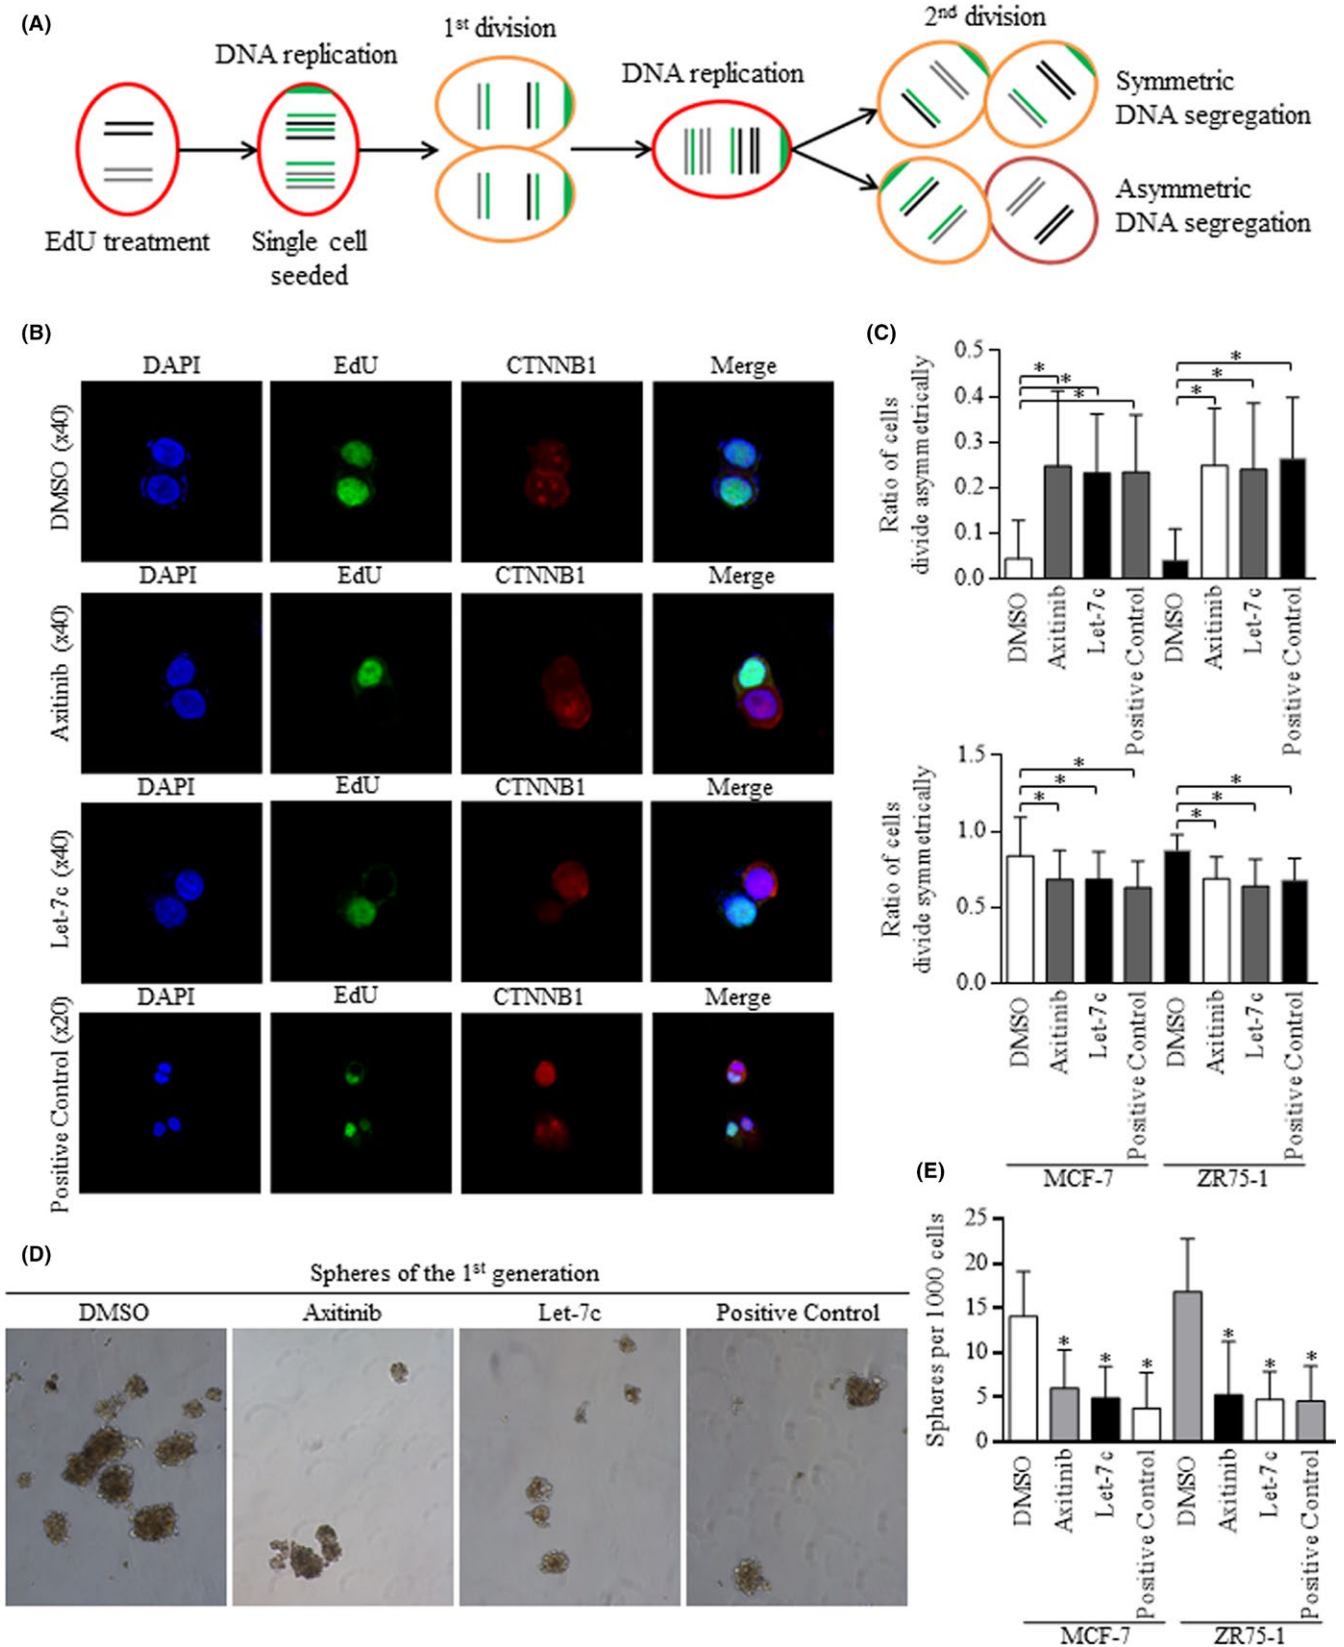 (A)
DNA replication
1st division
DNA replication
2nd division
Symmetric
DNA segregation
Asymmetric
DNA segregation
EdU treatment
Single cell
seeded
(B)
DAPI EdU CTNNB1 Merge
DMSO (x40)
DAPI EdU CTNNB1 Merge
Axitinib (x40)
DAPI EdU CTNNB1 Merge
Let-7c (x40)
DAPI EdU CTNNB1 Merge
Positive Control (x20)
(C)
Ratio of cells
divide asymmetrically
0.5
0.4
0.3
0.2
0.1
0.0
* * * * * *
DMSO Axitinib Let-7c Positive Control DMSO Axitinib Let-7c Positive Control
Ratio of cells
divide symmetrically
1.5
1.0
0.5
0.0
* * * * * *
DMSO Axitinib Let-7c Positive Control DMSO Axitinib Let-7c Positive Control
MCF-7 ZR75-1
(D)
Spheres of the 1st generation
DMSO Axitinib Let-7c Positive Control
(E)
Spheres per 1000 cells
25
20
15
10
5
0
* * * * * *
DMSO Axitinib Let-7c Positive Control DMSO Axitinib Let-7c Positive Control
MCF-7 ZR75-1